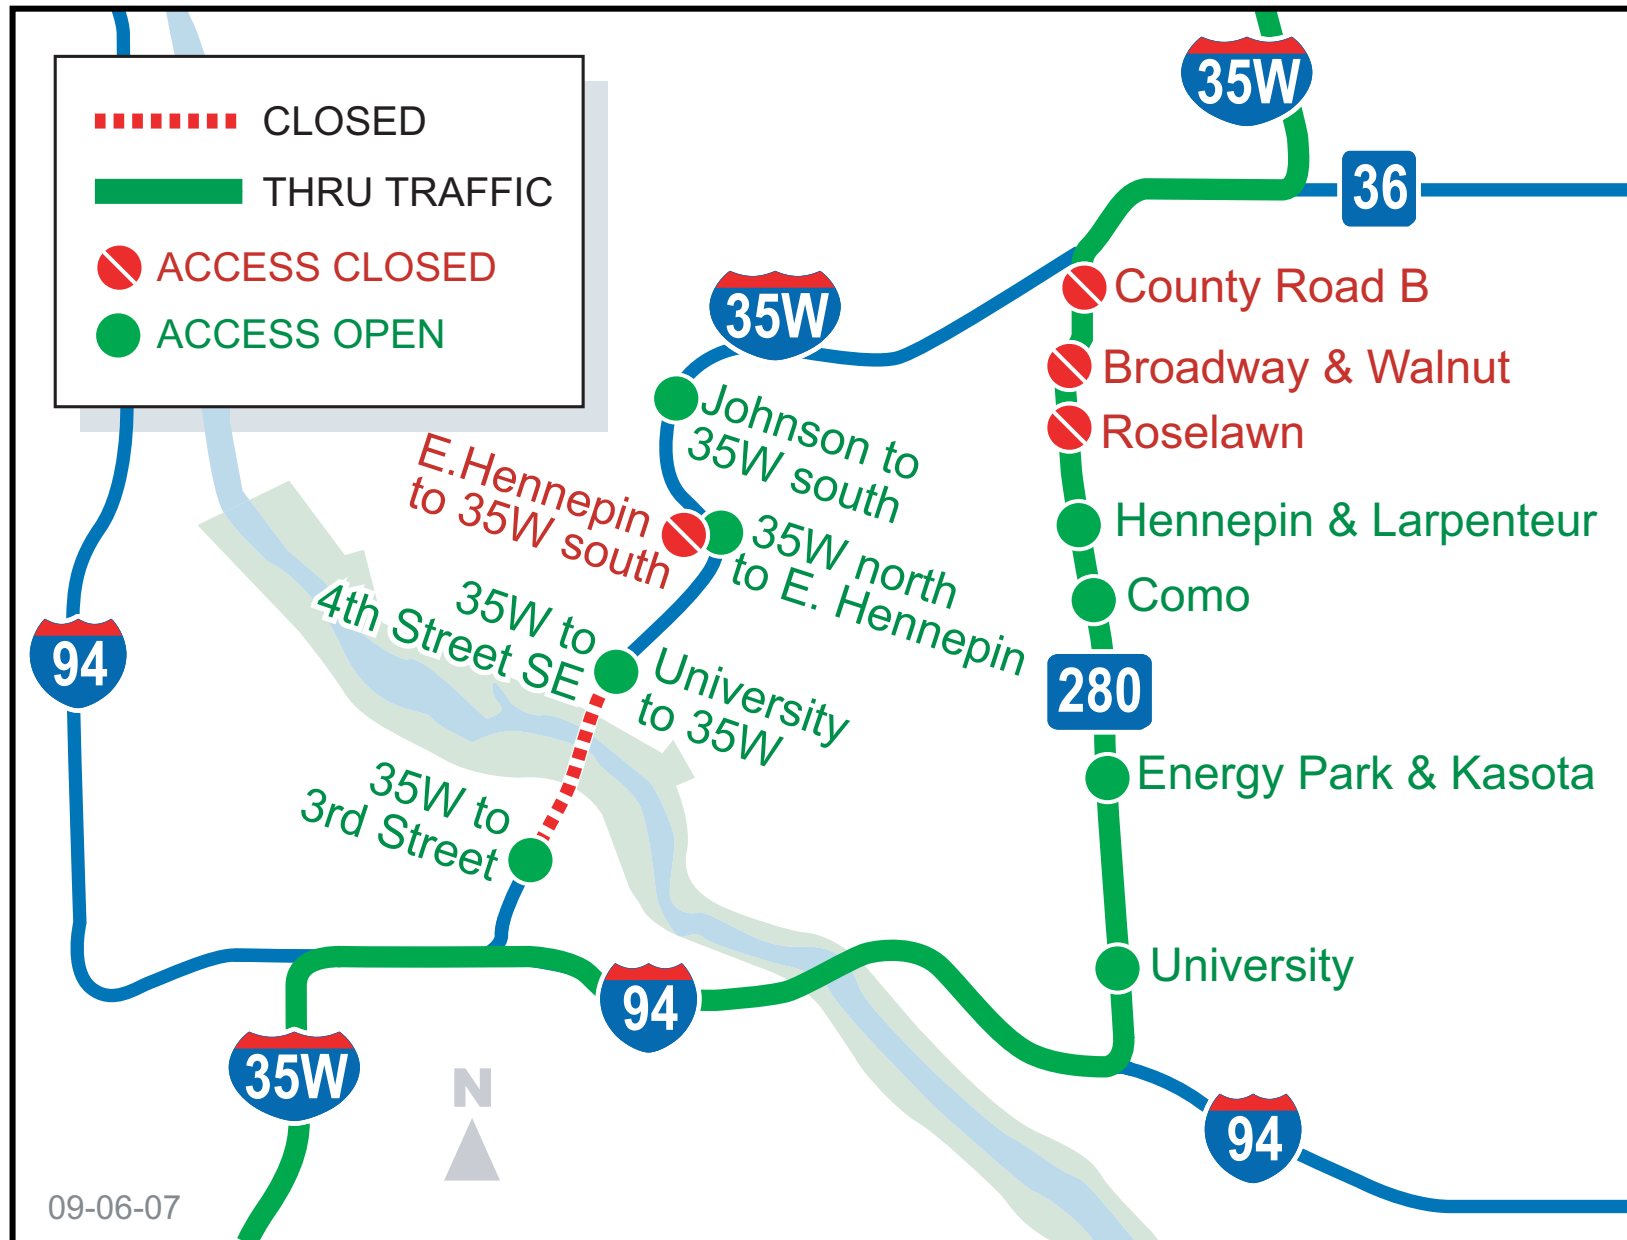 35W
CLOSED
THRU TRAFFIC
ACCESS CLOSED
ACCESS OPEN
36
County Road B
35W
Broadway & Walnut
Johnson to
35W south
Roselawn
E.Hennepin
to 35W south
35W north
to E. Hennepin
Hennepin & Larpenteur
Como
35W to
4th Street SE
University
to 35W
94
280
Energy Park & Kasota
35W to
3rd Street
University
94
35W
N
94
09-06-07